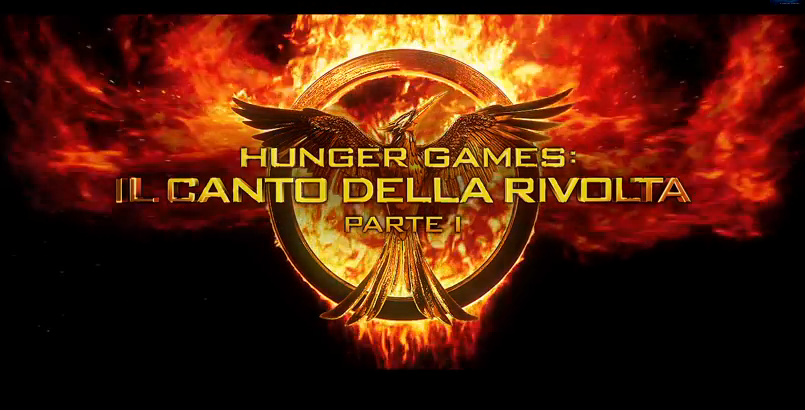 HUNGER GAMES:
IL CANTO DELLA RIVOLTA
PARTE I